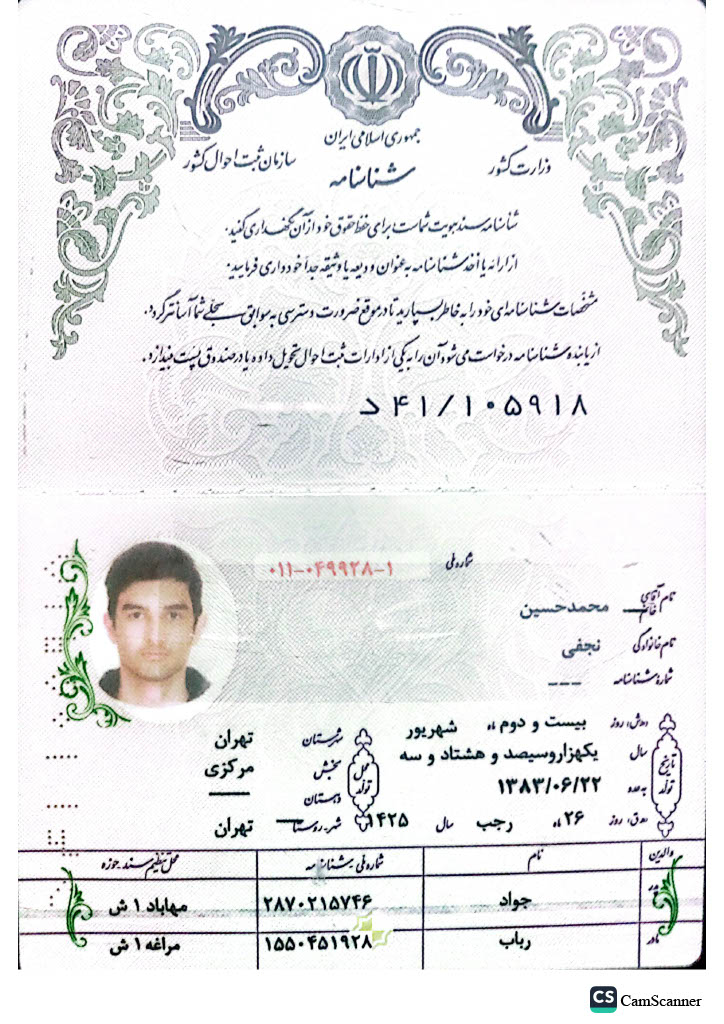 جمهوری اسلامی ایران
وزارت کشور
سازمان ثبت احوال کشور
شناسنامه
شناسنامه سند هویت شماست برای حفظ حقوق خود از آن نگهداری کنید.
از ارائه یا اخذ شناسنامه به عنوان ودیعه یا وثیقه جداً خودداری فرمایید.
مشخصات شناسنامه‌ای خود را به خاطر بسپارید تا در موقع ضرورت دسترسی به سوابق سجلی شما آسانتر گردد.
از یابنده شناسنامه درخواست می شود آن را به یکی از ادارات ثبت احوال تحویل داده یا در صندوق پست بیندازد.
د ۴۱/۱۰۵۹۱۸
شماره ملی ۰۱۱-۰۴۹۹۲۸-۱
نام آقای خانم محمدحسین
نام خانوادگی نجفی
شماره شناسنامه ---
تاریخ تولد
روز بیست و دوم ماه شهریور
سال یکهزاروسیصد و هشتاد و سه
به عدد ۱۳۸۳/۰۶/۲۲
روز ۲۶ ماه رجب سال ۱۴۲۵
محل تولد
شهرستان تهران
بخش مرکزی
دهستان —
شهر-روستا تهران
والدین نام شماره ملی شناسنامه محل تنظیم سند حوزه
پدر جواد ۲۸۷۰۲۱۵۷۴۶ مهاباد ۱ ش
مادر رباب ۱۵۵۰۴۵۱۹۲۸ مراغه ۱ ش
CS CamScanner